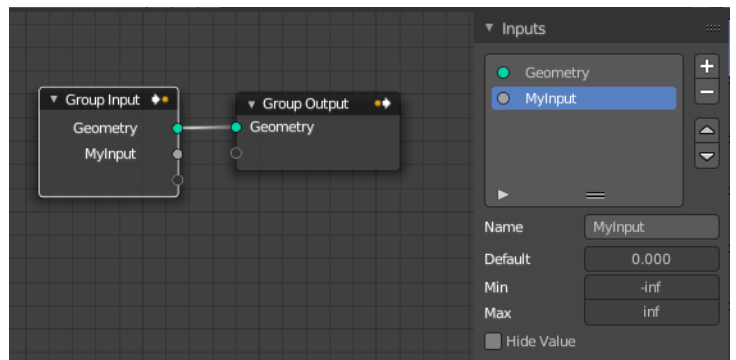 Group Input
Geometry
MyInput
Group Output
Geometry
Inputs
Geometry
MyInput
Name MyInput
Default 0.000
Min -inf
Max inf
Hide Value